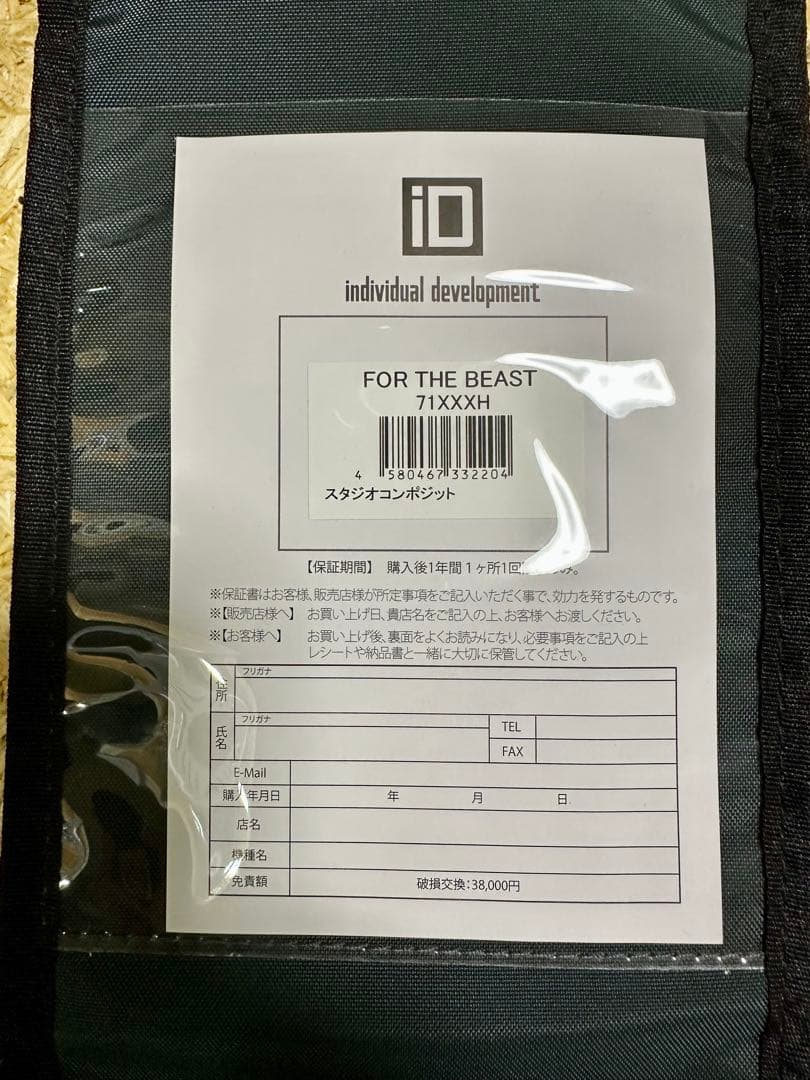 iD
individual development
FOR THE BEAST
71XXXH
4 580467 332204
スタジオコンポジット
【保証期間】 購入後1年間1ヶ所1回
※保証書はお客様、販売店様が所定事項をご記入いただく事で、効力を発するものです。
※【販売店様へ】 お買い上げ日、貴店名をご記入の上、お客様へお渡しください。
※【お客様へ】 お買い上げ後、裏面をよくお読みになり、必要事項をご記入の上
レシートや納品書と一緒に大切に保管してください。
フリガナ
住所
フリガナ
氏名
TEL
FAX
E-Mail
購入年月日 年 月 日
店名
機種名
免責額 破損交換：38,000円